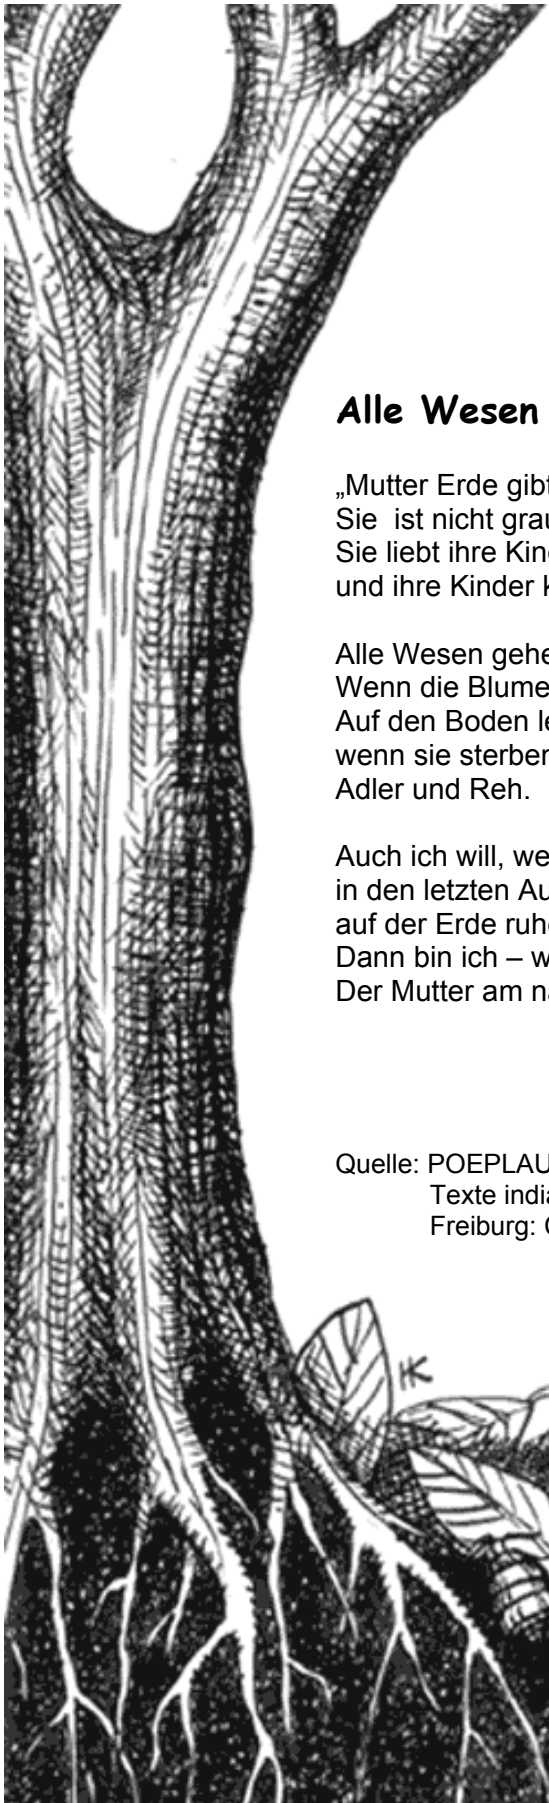 Alle Wesen
„Mutter Erde gibt
Sie ist nicht grau
Sie liebt ihre Kin
und ihre Kinder k
Alle Wesen gehe
Wenn die Blume
Auf den Boden le
wenn sie sterben
Adler und Reh.
Auch ich will, we
in den letzten Au
auf der Erde ruh
Dann bin ich – w
Der Mutter am na
Quelle: POEPLAU
Texte india
Freiburg: 
HK